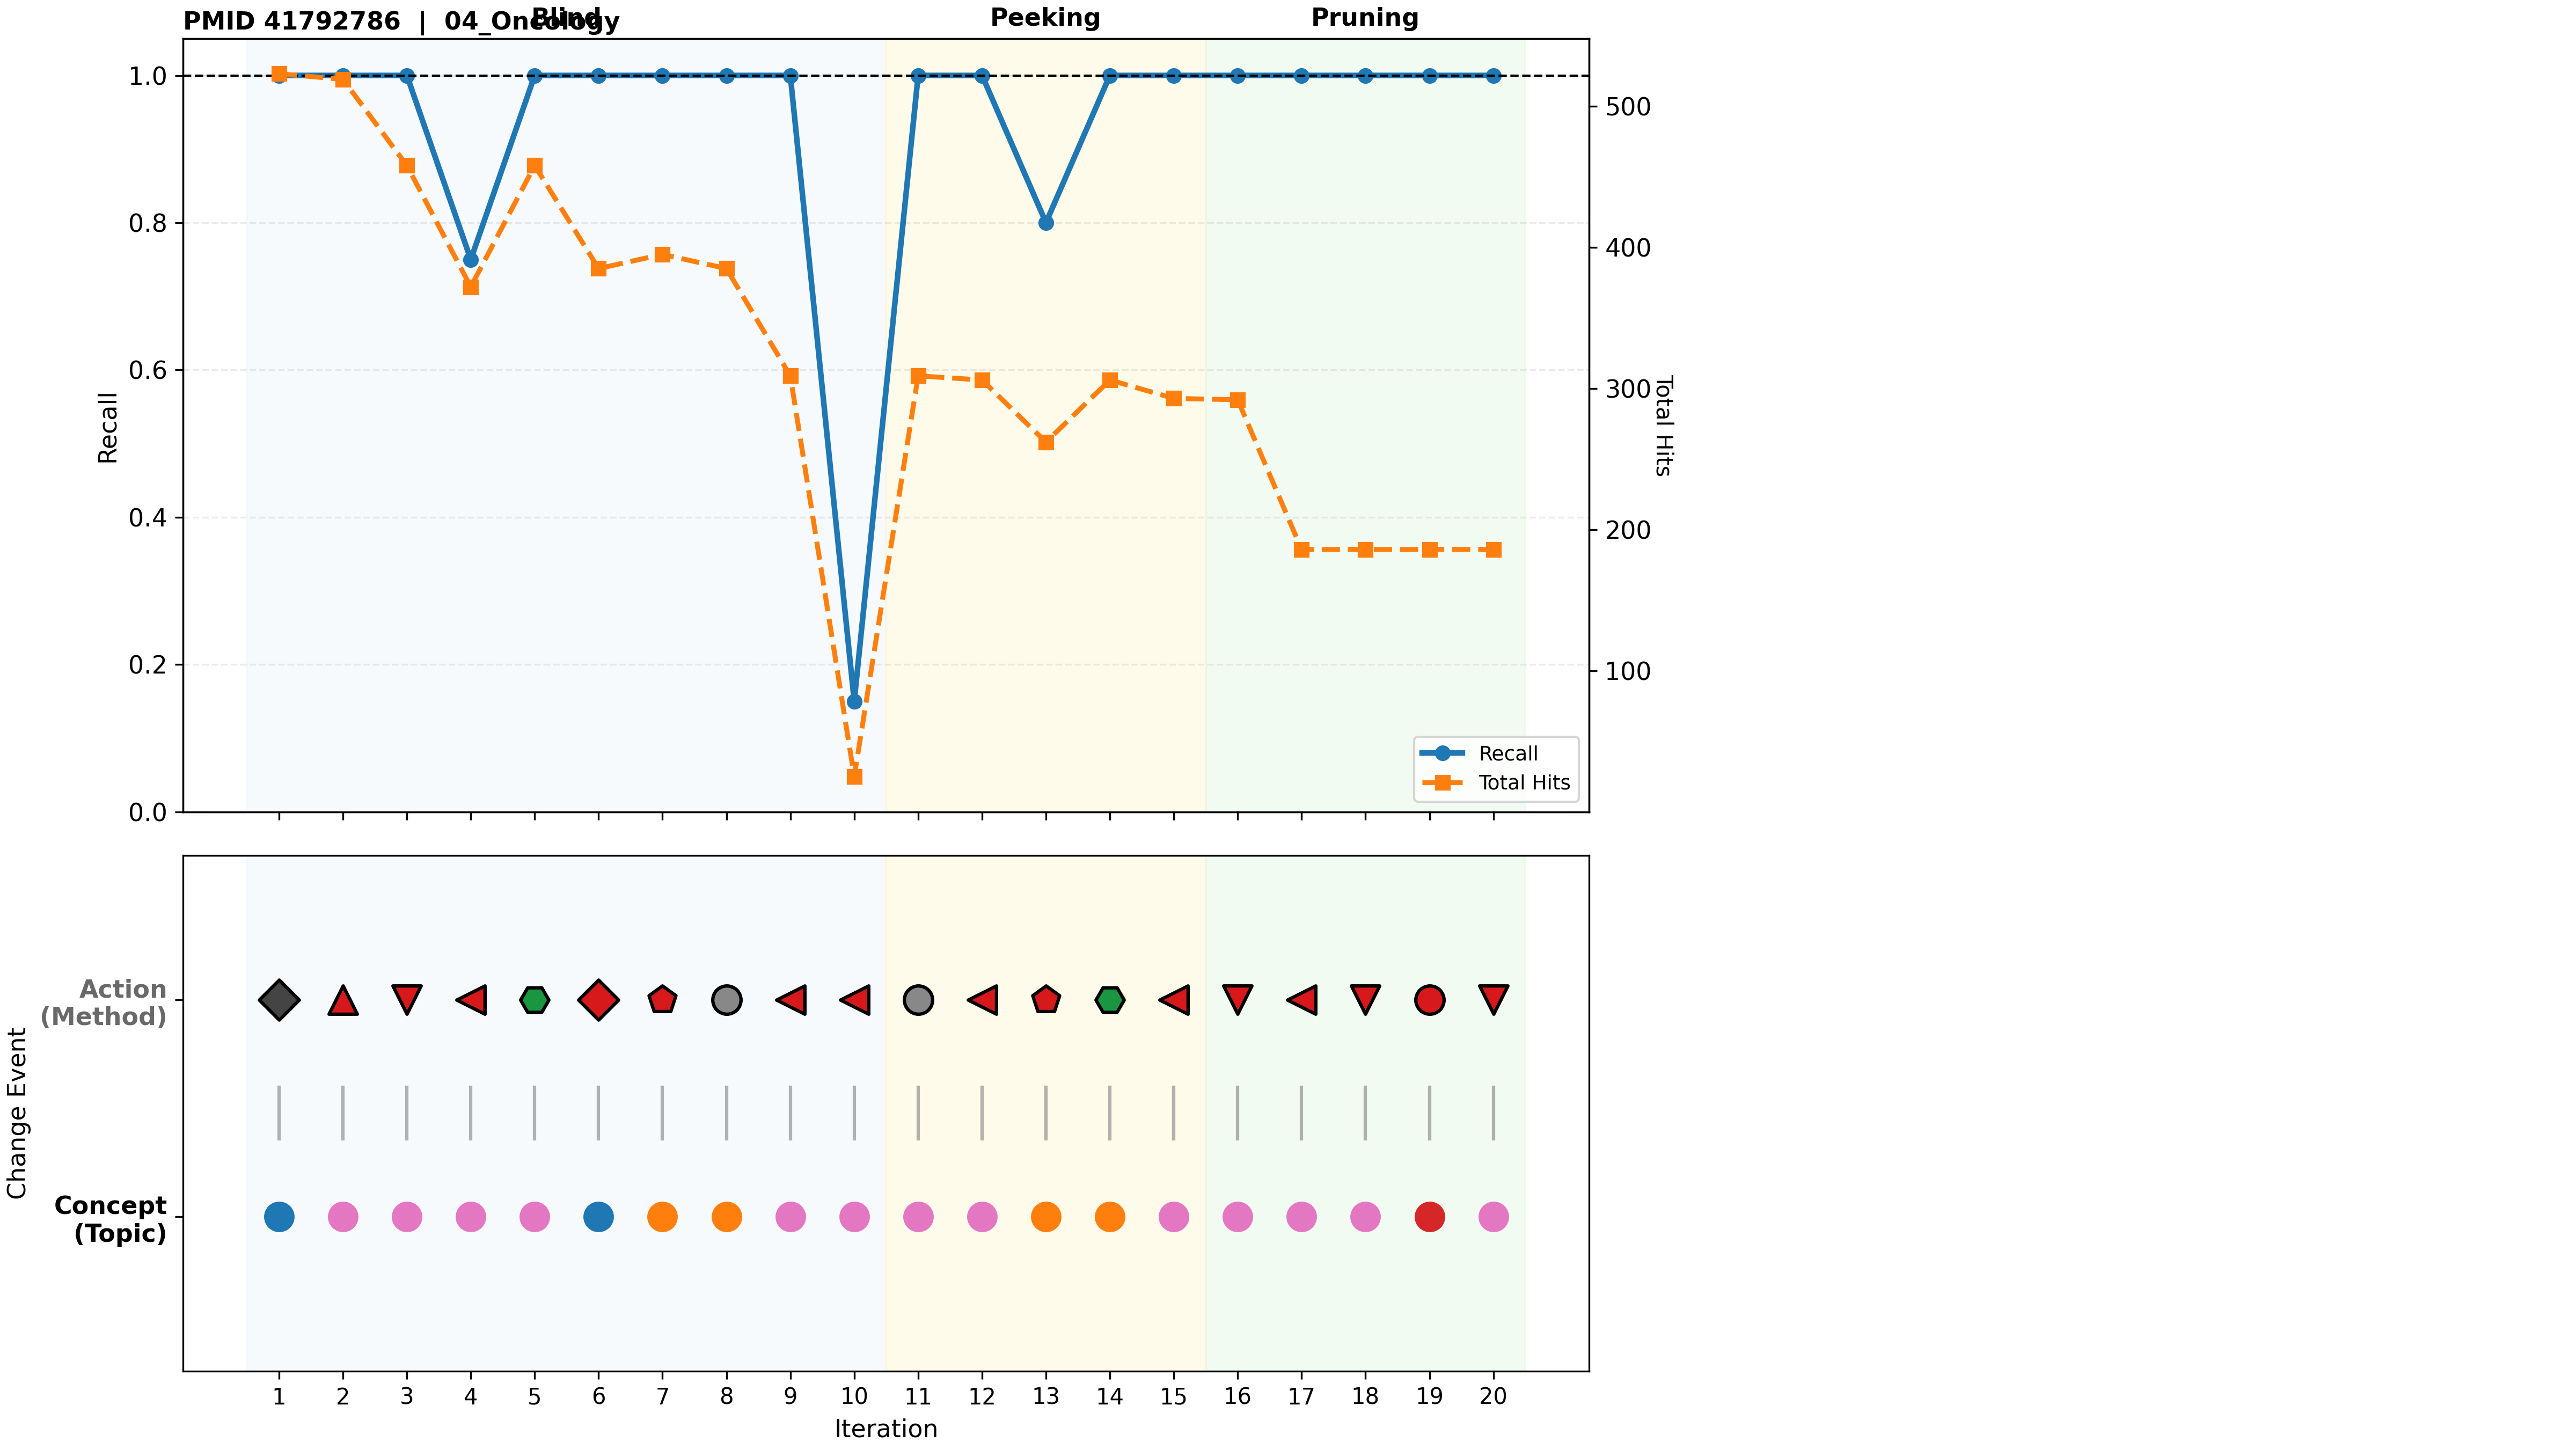 PMID 41792786 | 04_Oncology
Blind
Peeking
Pruning
1.0
0.8
0.6
0.4
0.2
0.0
Recall
500
400
300
200
100
Total Hits
Recall
Total Hits
Action
(Method)
Concept
(Topic)
Change Event
1 2 3 4 5 6 7 8 9 10 11 12 13 14 15 16 17 18 19 20
Iteration